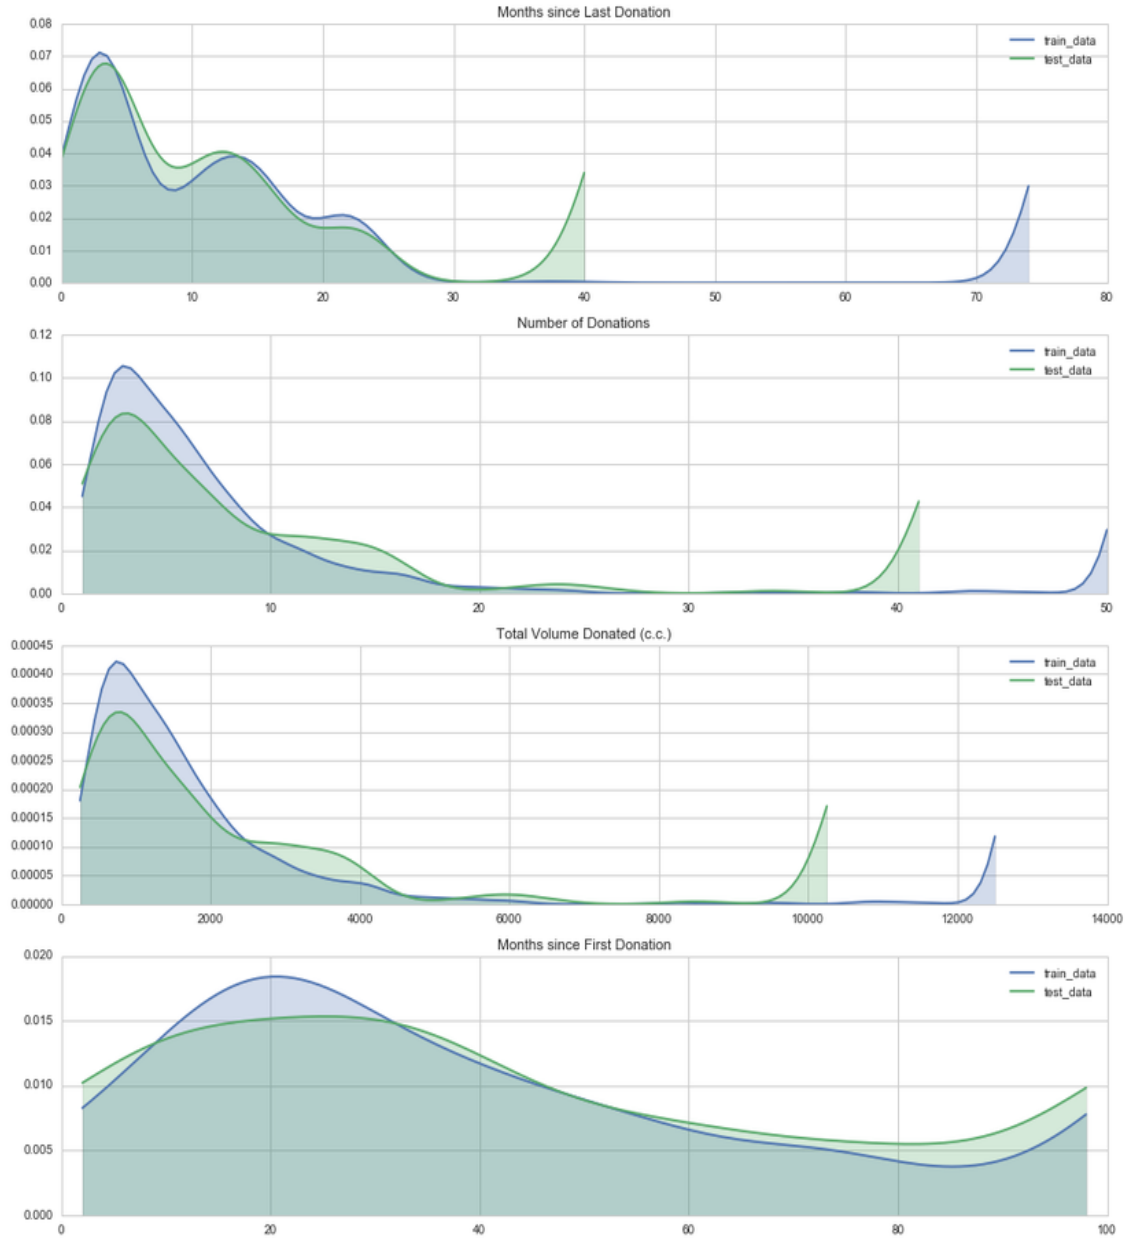 Months since Last Donation
0.08
0.07
0.06
0.05
0.04
0.03
0.02
0.01
0.00
train_data
test_data
0 10 20 30 40 50 60 70 80
Number of Donations
0.12
0.10
0.08
0.06
0.04
0.02
0.00
train_data
test_data
0 10 20 30 40 50
Total Volume Donated (c.c.)
0.00045
0.00040
0.00035
0.00030
0.00025
0.00020
0.00015
0.00010
0.00005
0.00000
train_data
test_data
0 2000 4000 6000 8000 10000 12000 14000
Months since First Donation
0.020
0.015
0.010
0.005
0.000
train_data
test_data
0 20 40 60 80 100